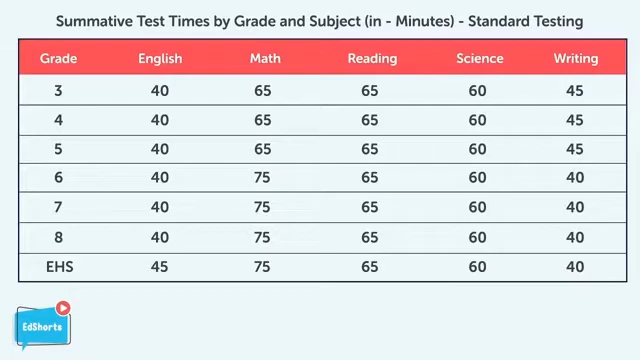 Summative Test Times by Grade and Subject (in - Minutes) - Standard Testing
Grade English Math Reading Science Writing
3 40 65 65 60 45
4 40 65 65 60 45
5 40 65 65 60 45
6 40 75 65 60 40
7 40 75 65 60 40
8 40 75 65 60 40
EHS 45 75 65 60 40
EdShorts